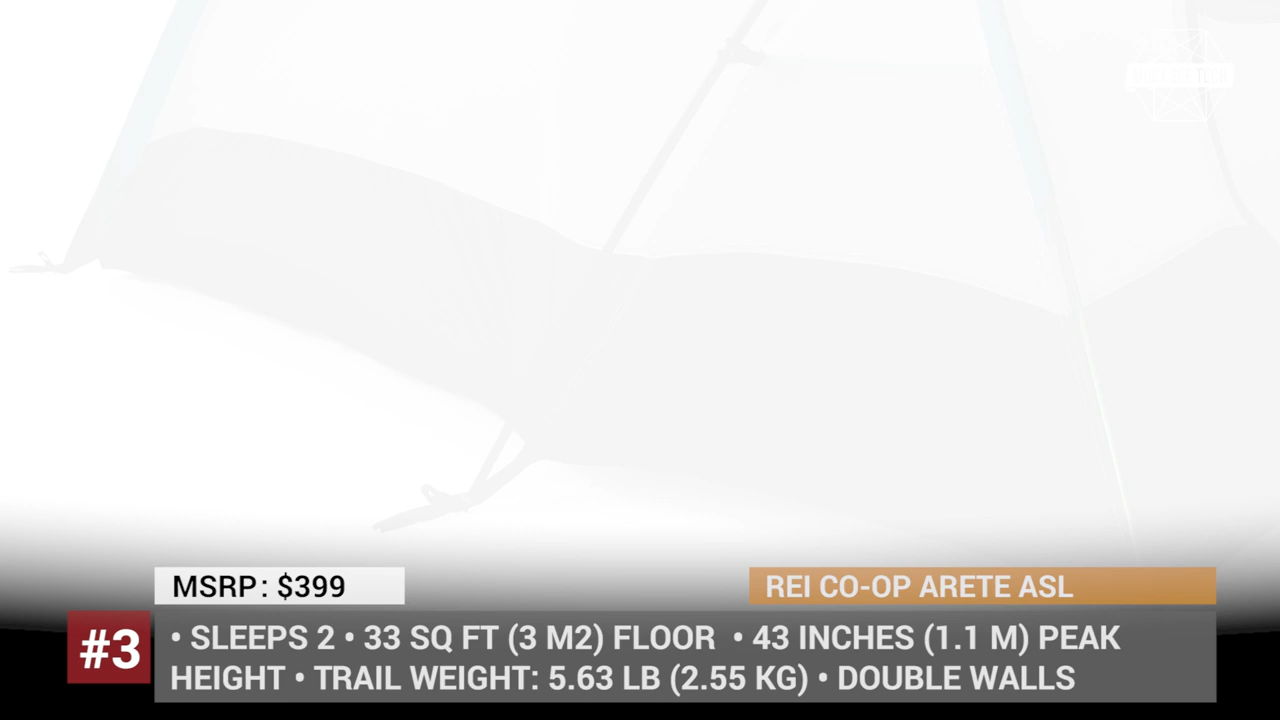 MSRP: $399
REI CO-OP ARETE ASL
#3
• SLEEPS 2 • 33 SQ FT (3 M2) FLOOR • 43 INCHES (1.1 M) PEAK
HEIGHT • TRAIL WEIGHT: 5.63 LB (2.55 KG) • DOUBLE WALLS